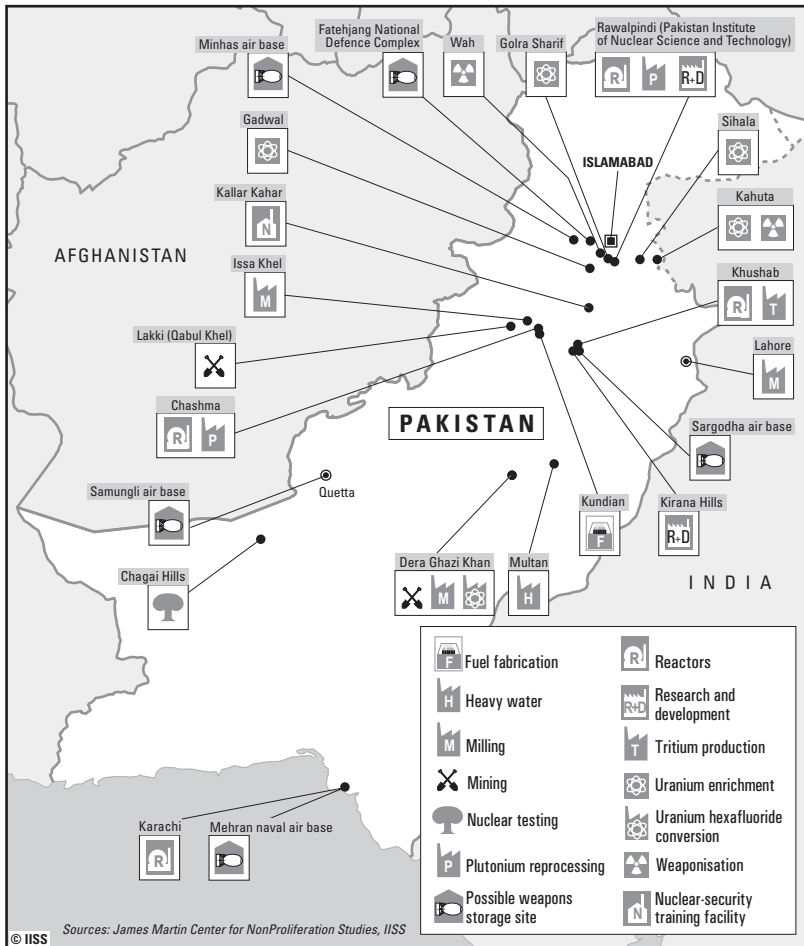 Minhas air base
Fatehjang National
Defence Complex
Wah
Golra Sharif
Rawalpindi (Pakistan Institute
of Nuclear Science and Technology)
R
P
R+D
Gadwal
ISLAMABAD
Sihala
Kallar Kahar
N
Kahuta
AFGHANISTAN
Issa Khel
M
Khushab
R
T
Lakki (Qabul Khel)
Lahore
M
Chashma
R
P
PAKISTAN
Sargodha air base
Samungli air base
Quetta
Kundian
F
Kirana Hills
R+D
Chagai Hills
Dera Ghazi Khan
M
Multan
H
INDIA
F
Fuel fabrication
H
Heavy water
M
Milling
Mining
Nuclear testing
P
Plutonium reprocessing
Possible weapons
storage site
R
Reactors
R+D
Research and
development
T
Tritium production
Uranium enrichment
Uranium hexafluoride
conversion
Weaponisation
N
Nuclear-security
training facility
Karachi
R
Mehran naval air base
Sources: James Martin Center for NonProliferation Studies, IISS
© IISS